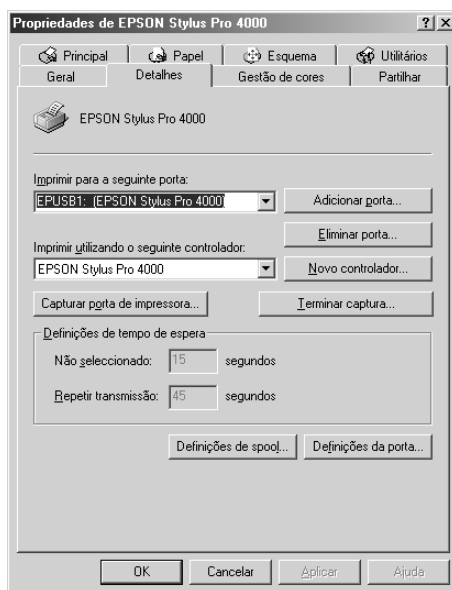 Propriedades de EPSON Stylus Pro 4000
Principal Papel Esquema Utilitários
Geral Detalhes Gestão de cores Partilhar
EPSON Stylus Pro 4000
Imprimir para a seguinte porta:
EPUSB1: (EPSON Stylus Pro 4000) Adicionar porta...
Eliminar porta...
Imprimir utilizando o seguinte controlador:
EPSON Stylus Pro 4000 Novo controlador...
Capturar porta de impressora... Terminar captura...
Definições de tempo de espera
Não seleccionado: 15 segundos
Repetir transmissão: 45 segundos
Definições de spool... Definições da porta...
OK Cancelar Aplicar Ajuda